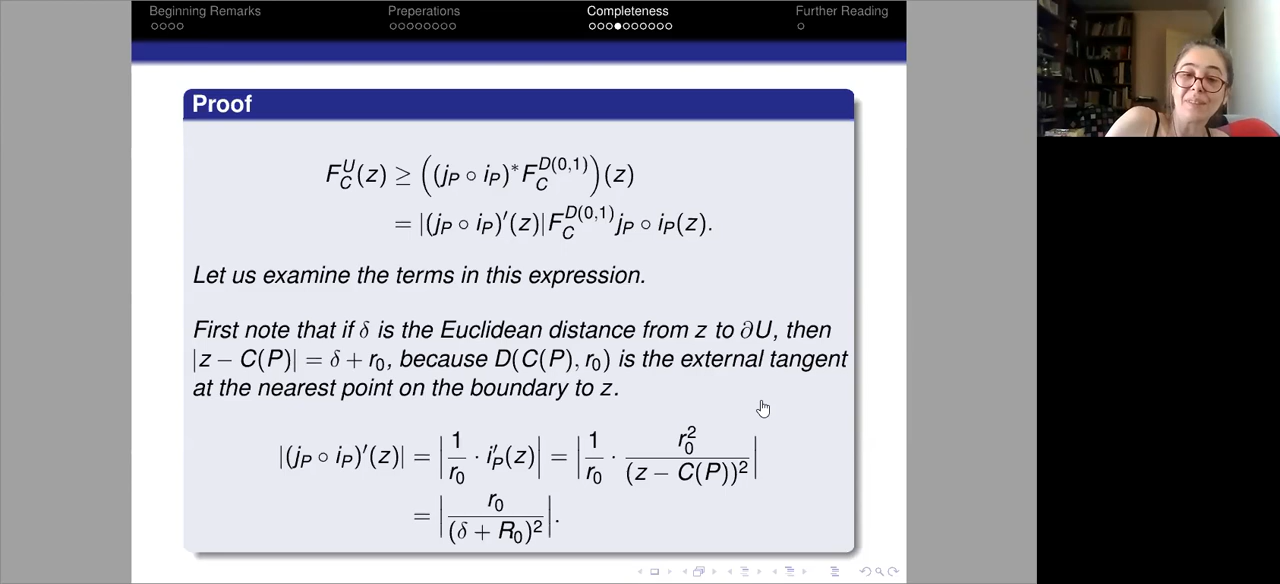 Beginning Remarks Preperations Completeness Further Reading
Proof
F_C^U(z) ≥ ((j_P ∘ i_P)^* F_C^{D(0,1)})(z)
= |(j_P ∘ i_P)′(z)|F_C^{D(0,1)} j_P ∘ i_P(z).
Let us examine the terms in this expression.
First note that if δ is the Euclidean distance from z to ∂U, then
|z − C(P)| = δ + r_0, because D(C(P), r_0) is the external tangent
at the nearest point on the boundary to z.
|(j_P ∘ i_P)′(z)| = |1/r_0 · i′_P(z)| = |1/r_0 · r_0^2/(z − C(P))^2|
= |r_0/(δ + R_0)^2|.